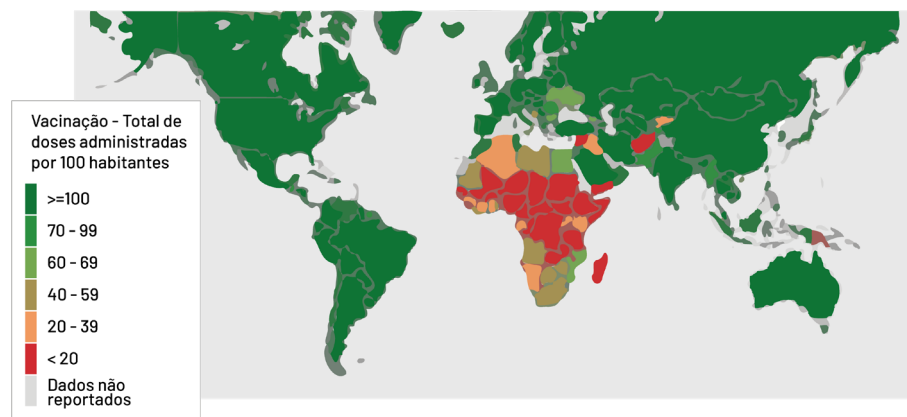 Vacinação - Total de
doses administradas
por 100 habitantes
>=100
70 - 99
60 - 69
40 - 59
20 - 39
< 20
Dados não
reportados